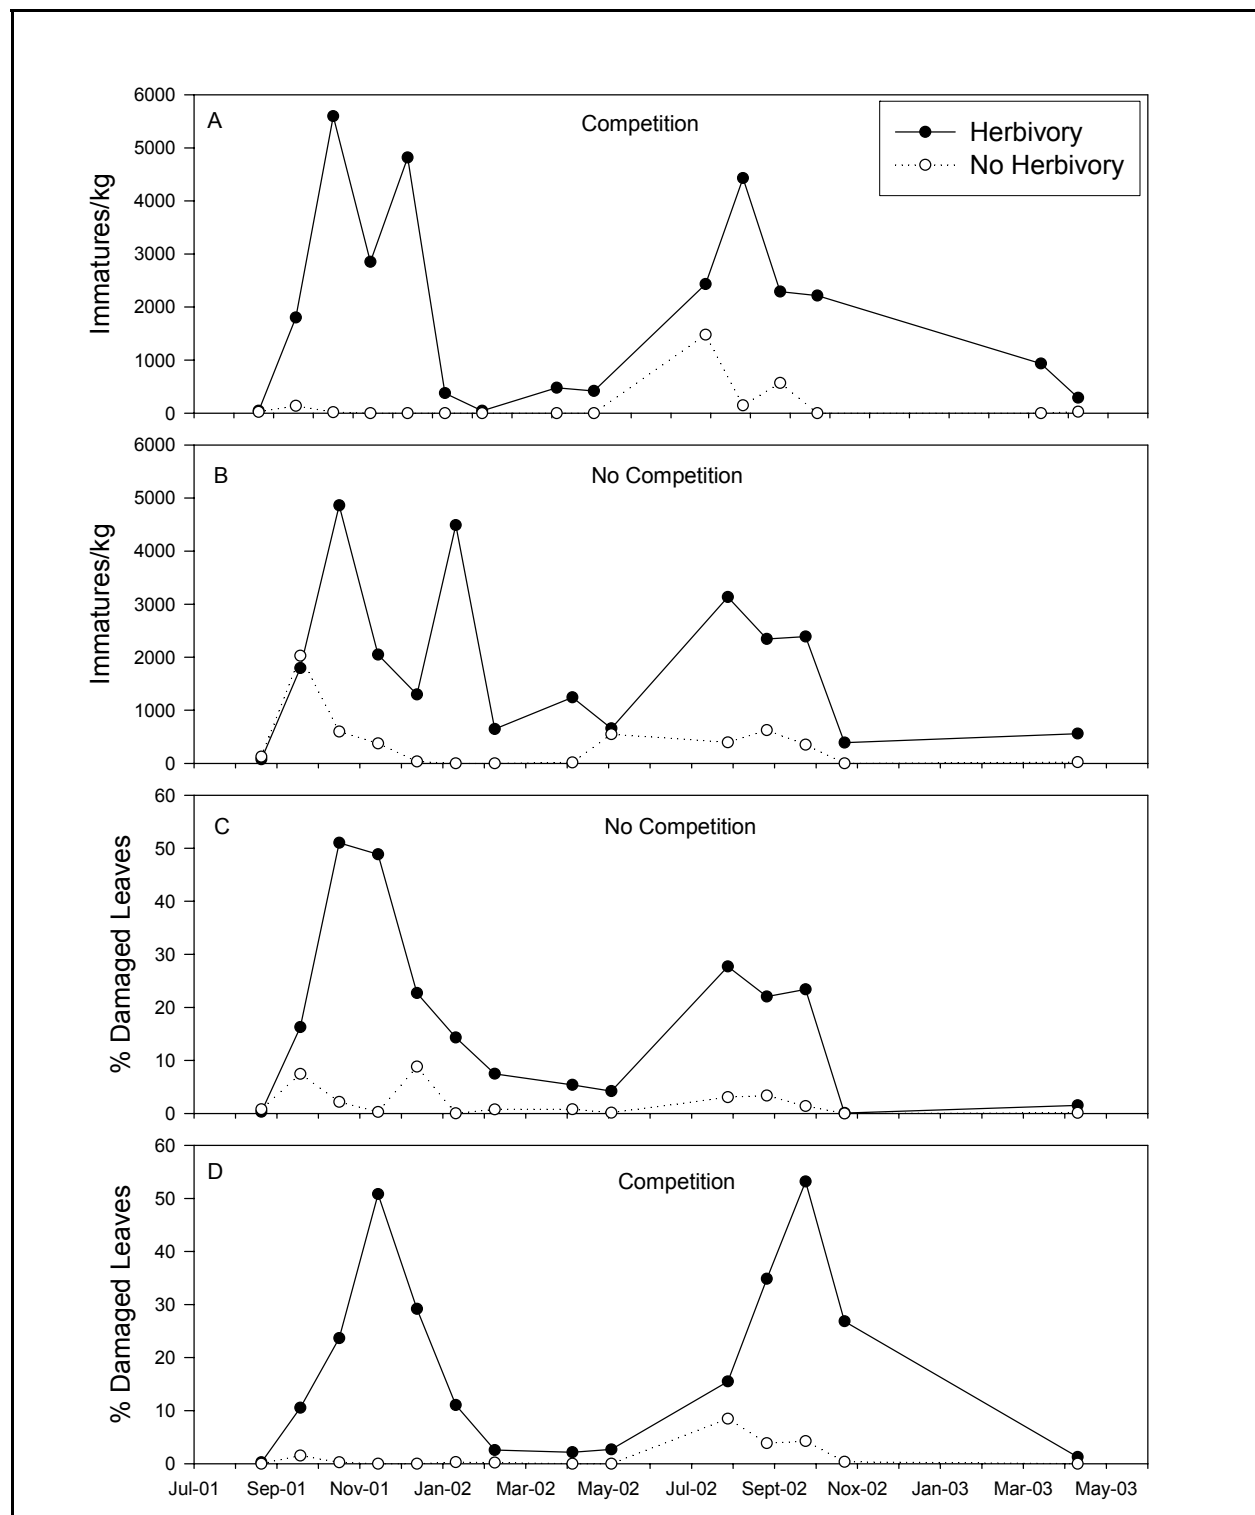 A
Competition
Herbivory
No Herbivory
6000
5000
4000
3000
2000
1000
0
Immatures/kg
B
No Competition
6000
5000
4000
3000
2000
1000
0
Immatures/kg
C
No Competition
60
50
40
30
20
10
0
% Damaged Leaves
D
Competition
60
50
40
30
20
10
0
% Damaged Leaves
Jul-01 Sep-01 Nov-01 Jan-02 Mar-02 May-02 Jul-02 Sept-02 Nox-02 Jan-03 Mar-03 May-03